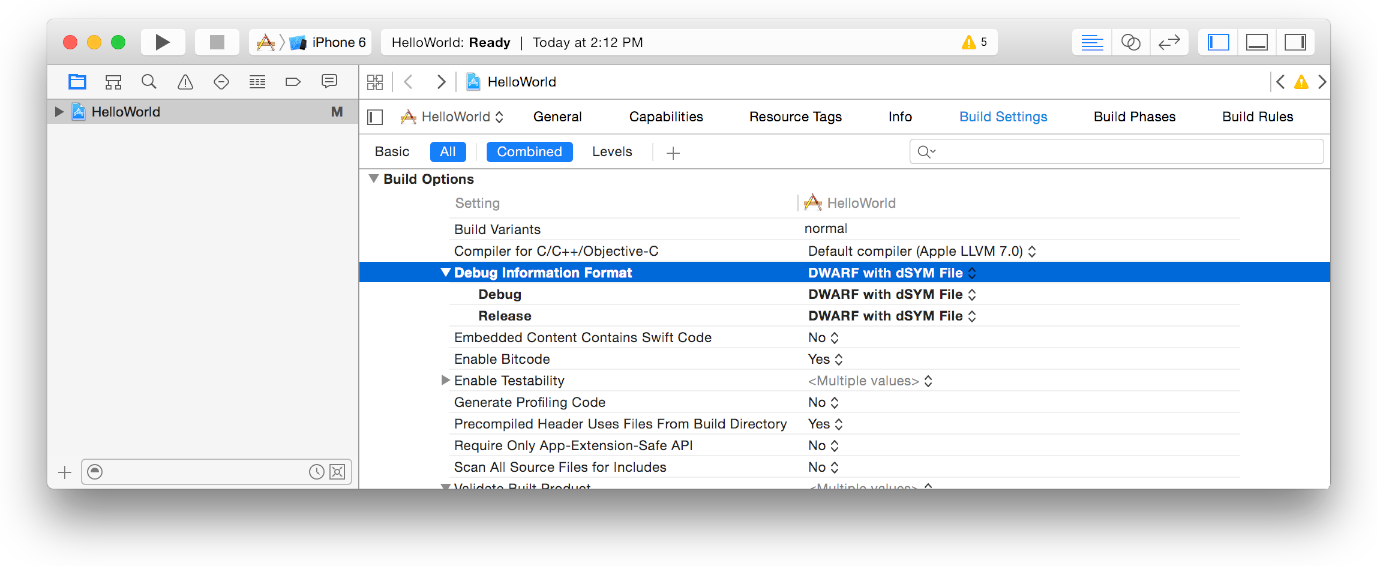 iPhone 6 HelloWorld: Ready | Today at 2:12 PM 5
HelloWorld
HelloWorld M
HelloWorld General Capabilities Resource Tags Info Build Settings Build Phases Build Rules
Basic All Combined Levels
Build Options
Setting HelloWorld
Build Variants normal
Compiler for C/C++/Objective-C Default compiler (Apple LLVM 7.0)
Debug Information Format DWARF with dSYM File
Debug DWARF with dSYM File
Release DWARF with dSYM File
Embedded Content Contains Swift Code No
Enable Bitcode Yes
Enable Testability <Multiple values>
Generate Profiling Code No
Precompiled Header Uses Files From Build Directory Yes
Require Only App-Extension-Safe API No
Scan All Source Files for Includes No
Validate Built Product <Multiple values>